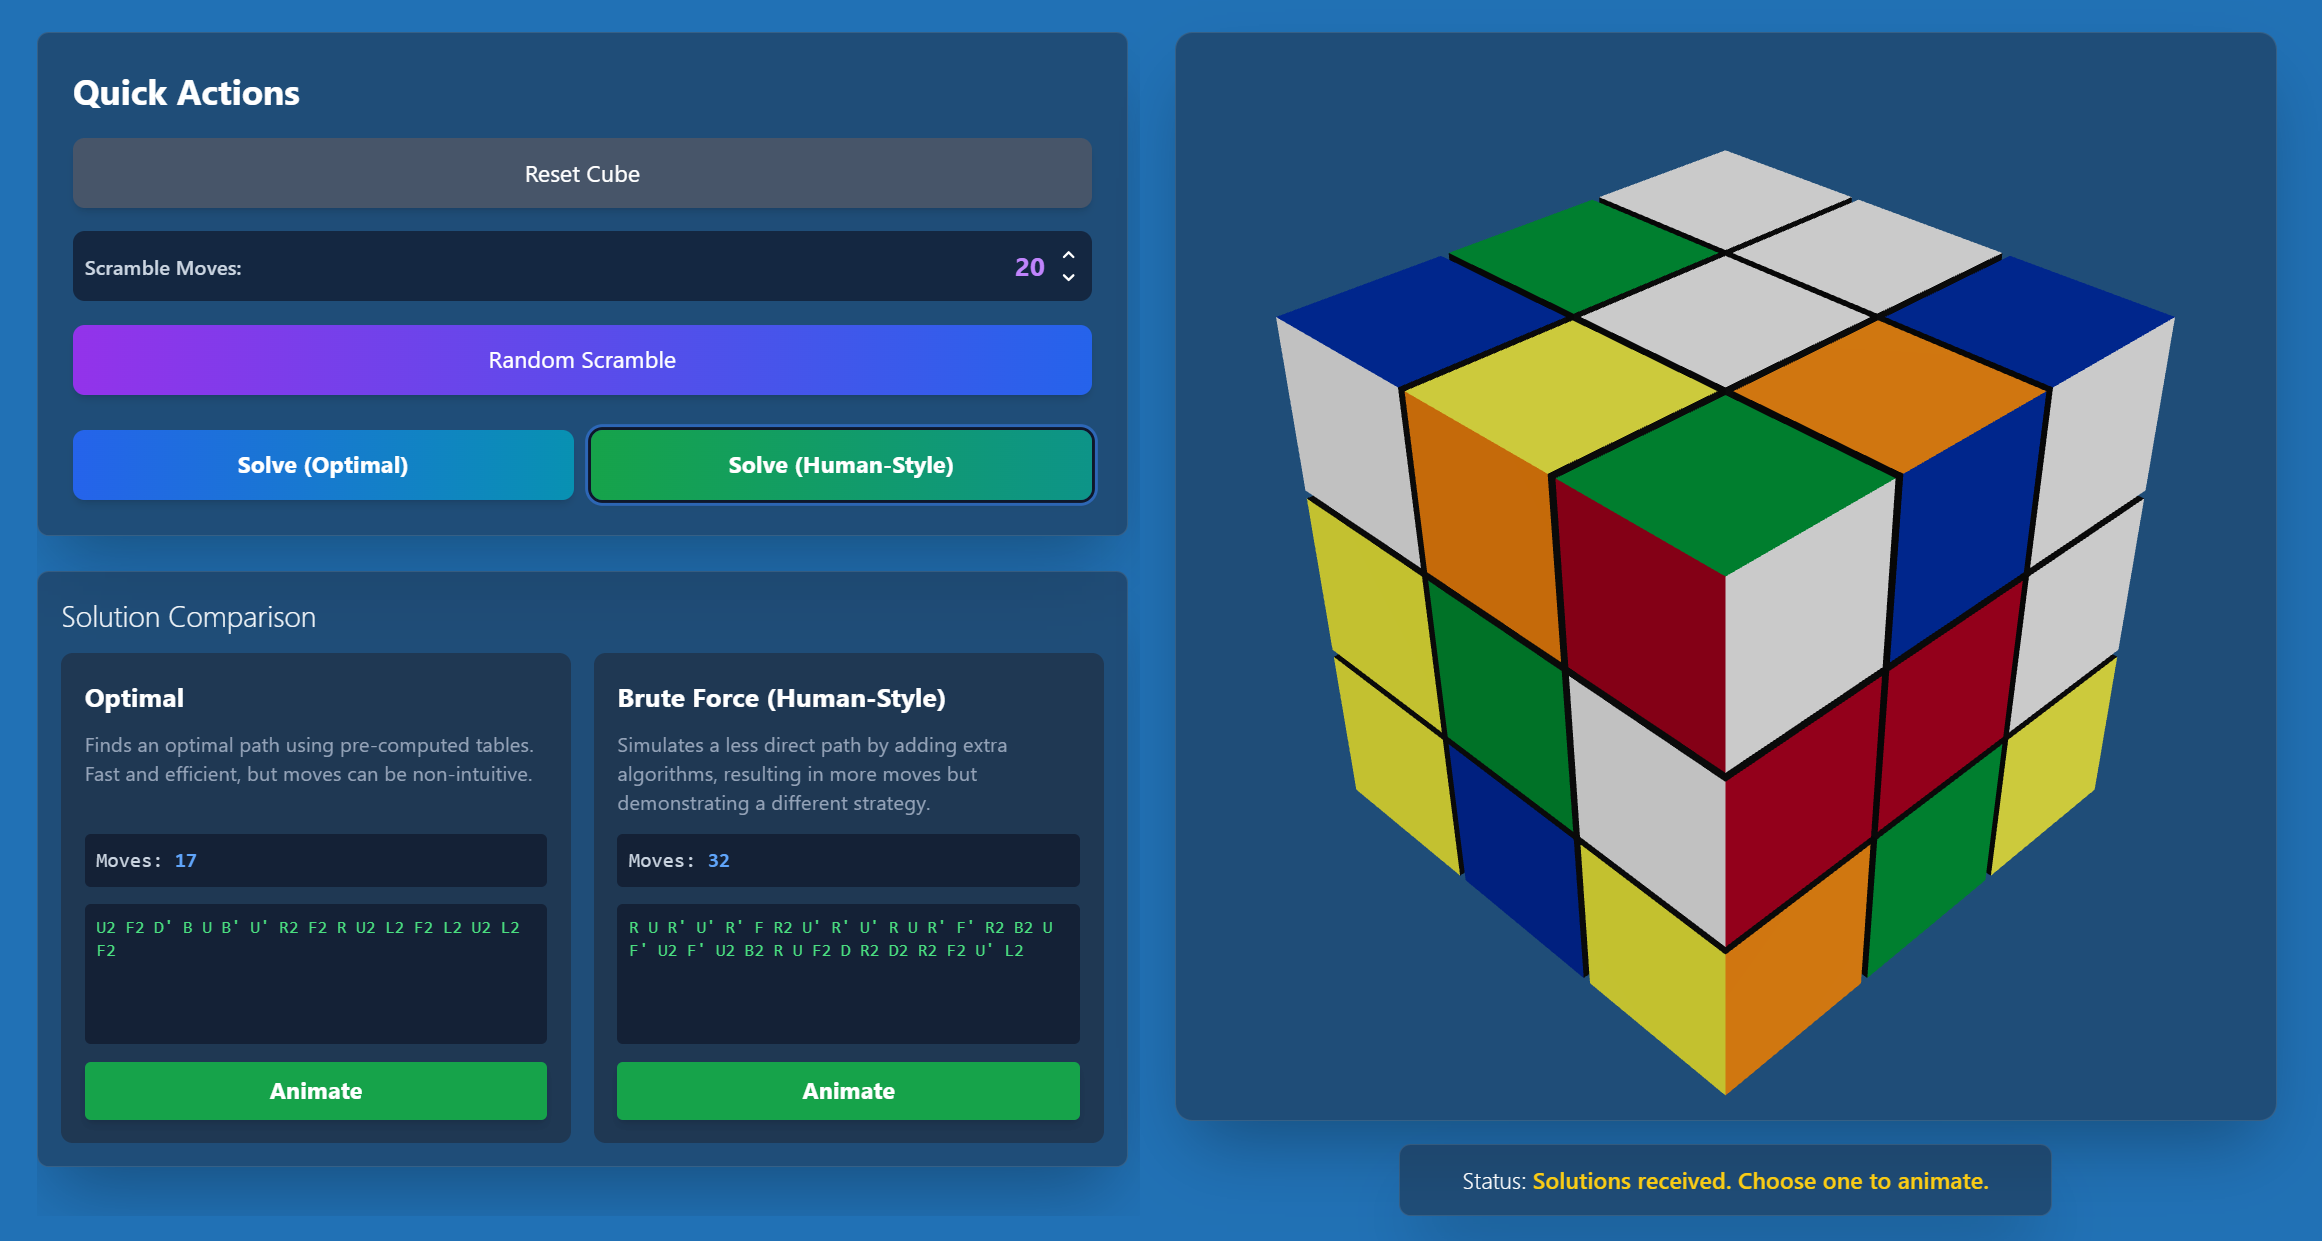 Quick Actions
Reset Cube
Scramble Moves: 20
Random Scramble
Solve (Optimal)
Solve (Human-Style)
Solution Comparison
Optimal
Finds an optimal path using pre-computed tables.
Fast and efficient, but moves can be non-intuitive.
Moves: 17
U2 F2 D' B U B' U' R2 F2 R U2 L2 F2 L2 U2 L2
F2
Animate
Brute Force (Human-Style)
Simulates a less direct path by adding extra
algorithms, resulting in more moves but
demonstrating a different strategy.
Moves: 32
R U R' U' R' F R2 U' R' U' R U R' F' R2 B2 U
F' U2 F' U2 B2 R U F2 D R2 D2 R2 F2 U' L2
Animate
Status: Solutions received. Choose one to animate.